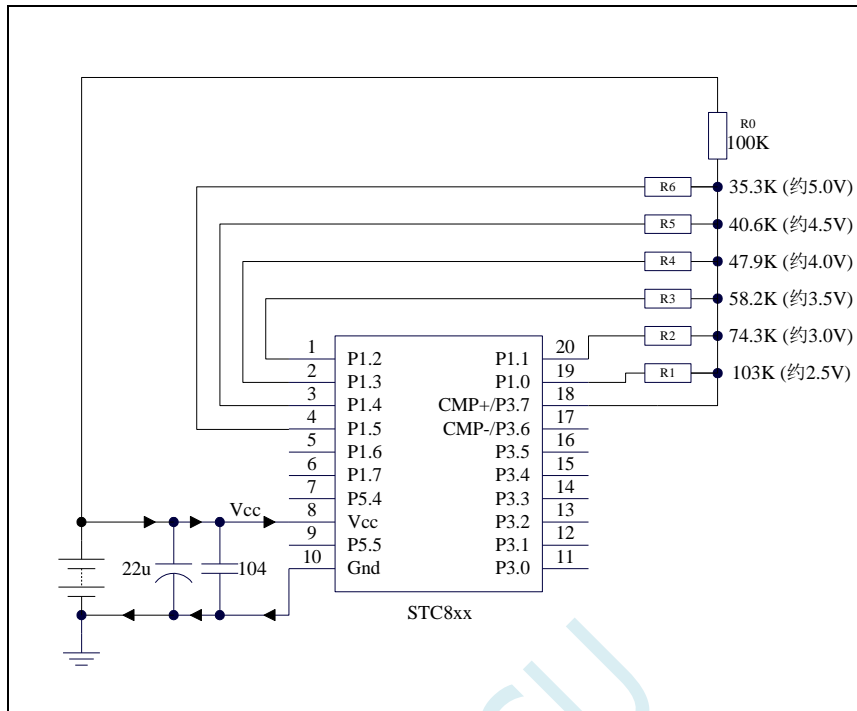 R0
100K
R6 35.3K (约5.0V)
R5 40.6K (约4.5V)
R4 47.9K (约4.0V)
R3 58.2K (约3.5V)
R2 74.3K (约3.0V)
R1 103K (约2.5V)
1 P1.2 P1.1 20
2 P1.3 P1.0 19
3 P1.4 CMP+/P3.7 18
4 P1.5 CMP-/P3.6 17
5 P1.6 P3.5 16
6 P1.7 P3.4 15
7 P5.4 P3.3 14
Vcc 8 Vcc P3.2 13
9 P5.5 P3.1 12
10 Gnd P3.0 11
22u 104
STC8xx